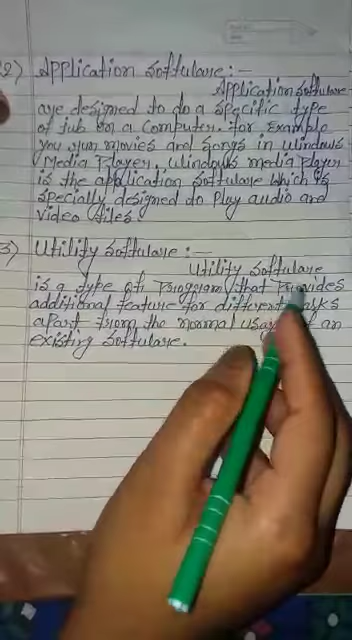 2) Application Software:-
Application Software
are designed to do a specific type
of Job on a Computer. For Example
you run movies and songs in windows
Media Player. Windows media Player
is the application software which is
specially designed to Play audio and
video files.
3) Utility Software:-
Utility Software
is a type of Program that Provides
additional feature for different
apart from the normal an
existing software.